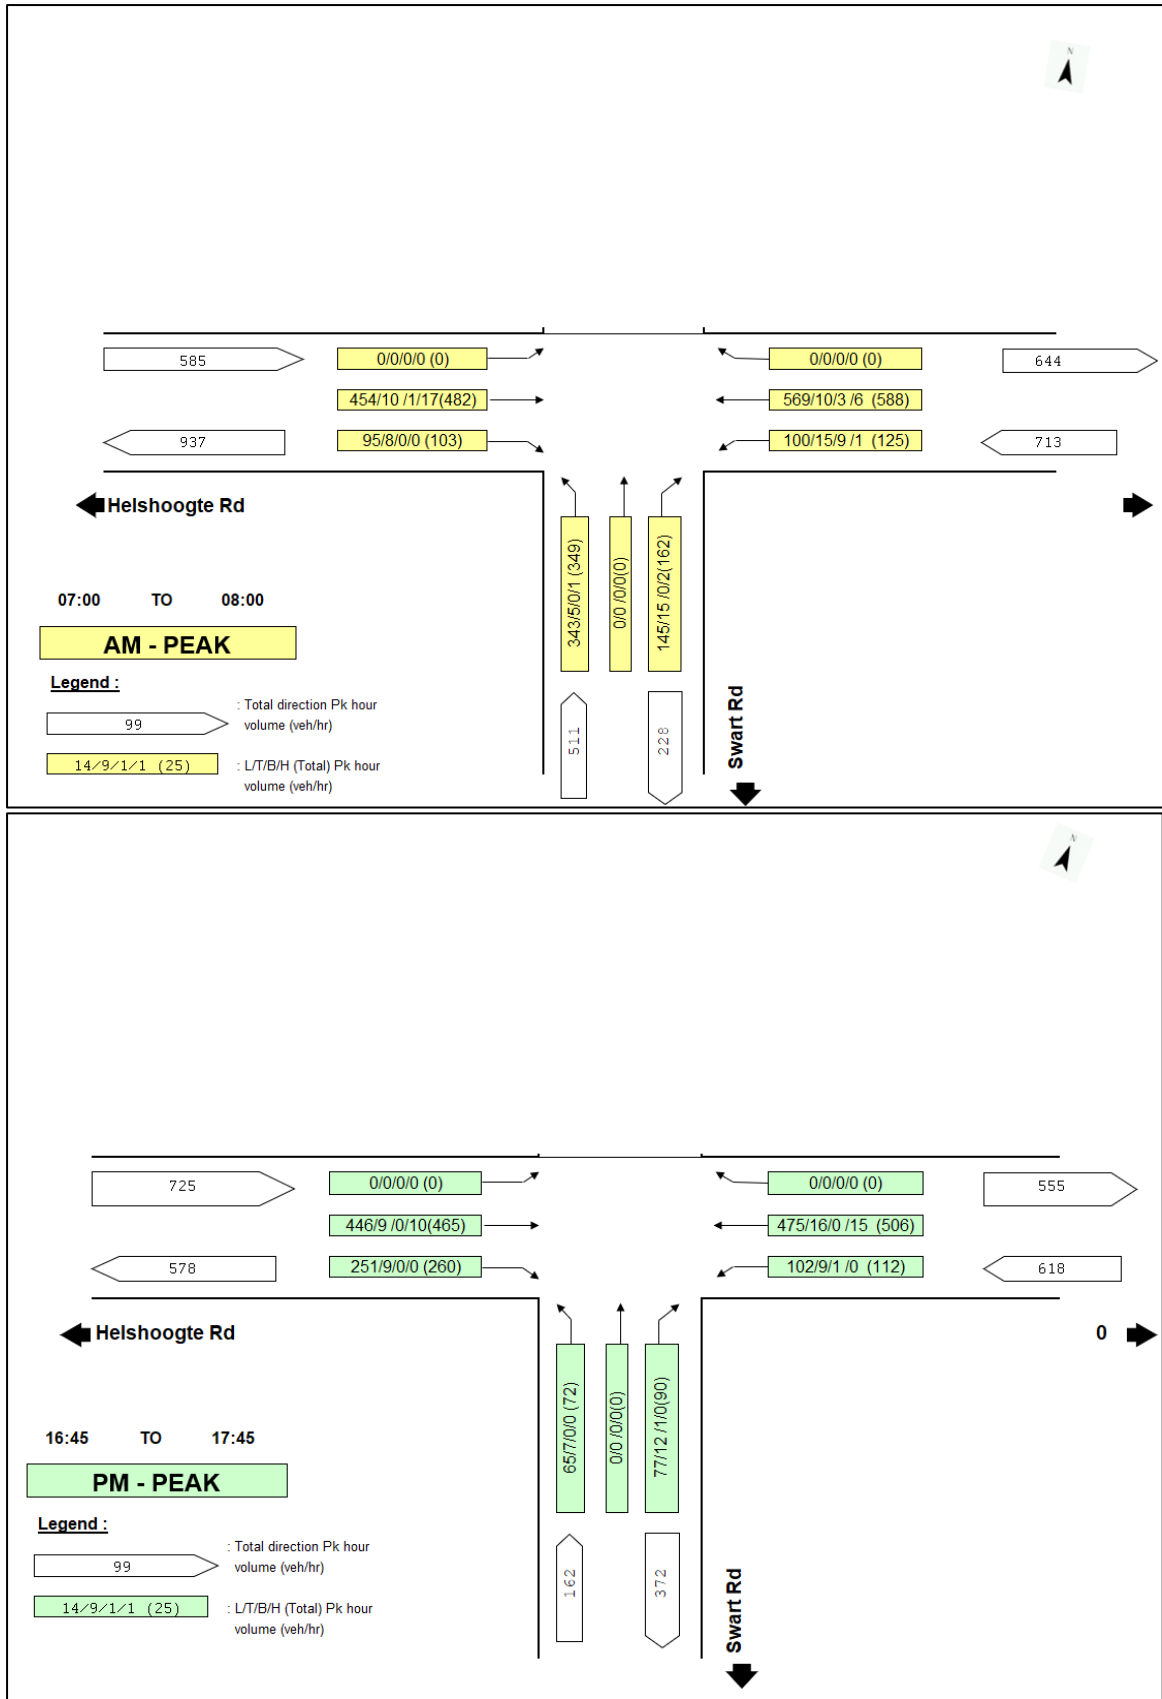 N
585
0/0/0/0 (0)
0/0/0/0 (0)
644
454/10 /1/17(482)
569/10/3 /6 (588)
937
95/8/0/0 (103)
100/15/9 /1 (125)
713
Helshoogte Rd
343/5/0/1 (349)
0/0 /0/0(0)
145/15 /0/2(162)
07:00 TO 08:00
AM - PEAK
Legend :
99
: Total direction Pk hour
volume (veh/hr)
14/9/1/1 (25)
: L/T/B/H (Total) Pk hour
volume (veh/hr)
511
228
Swart Rd
N
725
0/0/0/0 (0)
0/0/0/0 (0)
555
446/9 /0/10(465)
475/16/0 /15 (506)
578
251/9/0/0 (260)
102/9/1 /0 (112)
618
Helshoogte Rd
0
65/7/0/0 (72)
0/0 /0/0(0)
77/12 /1/0(90)
16:45 TO 17:45
PM - PEAK
Legend :
99
: Total direction Pk hour
volume (veh/hr)
14/9/1/1 (25)
: L/T/B/H (Total) Pk hour
volume (veh/hr)
162
372
Swart Rd